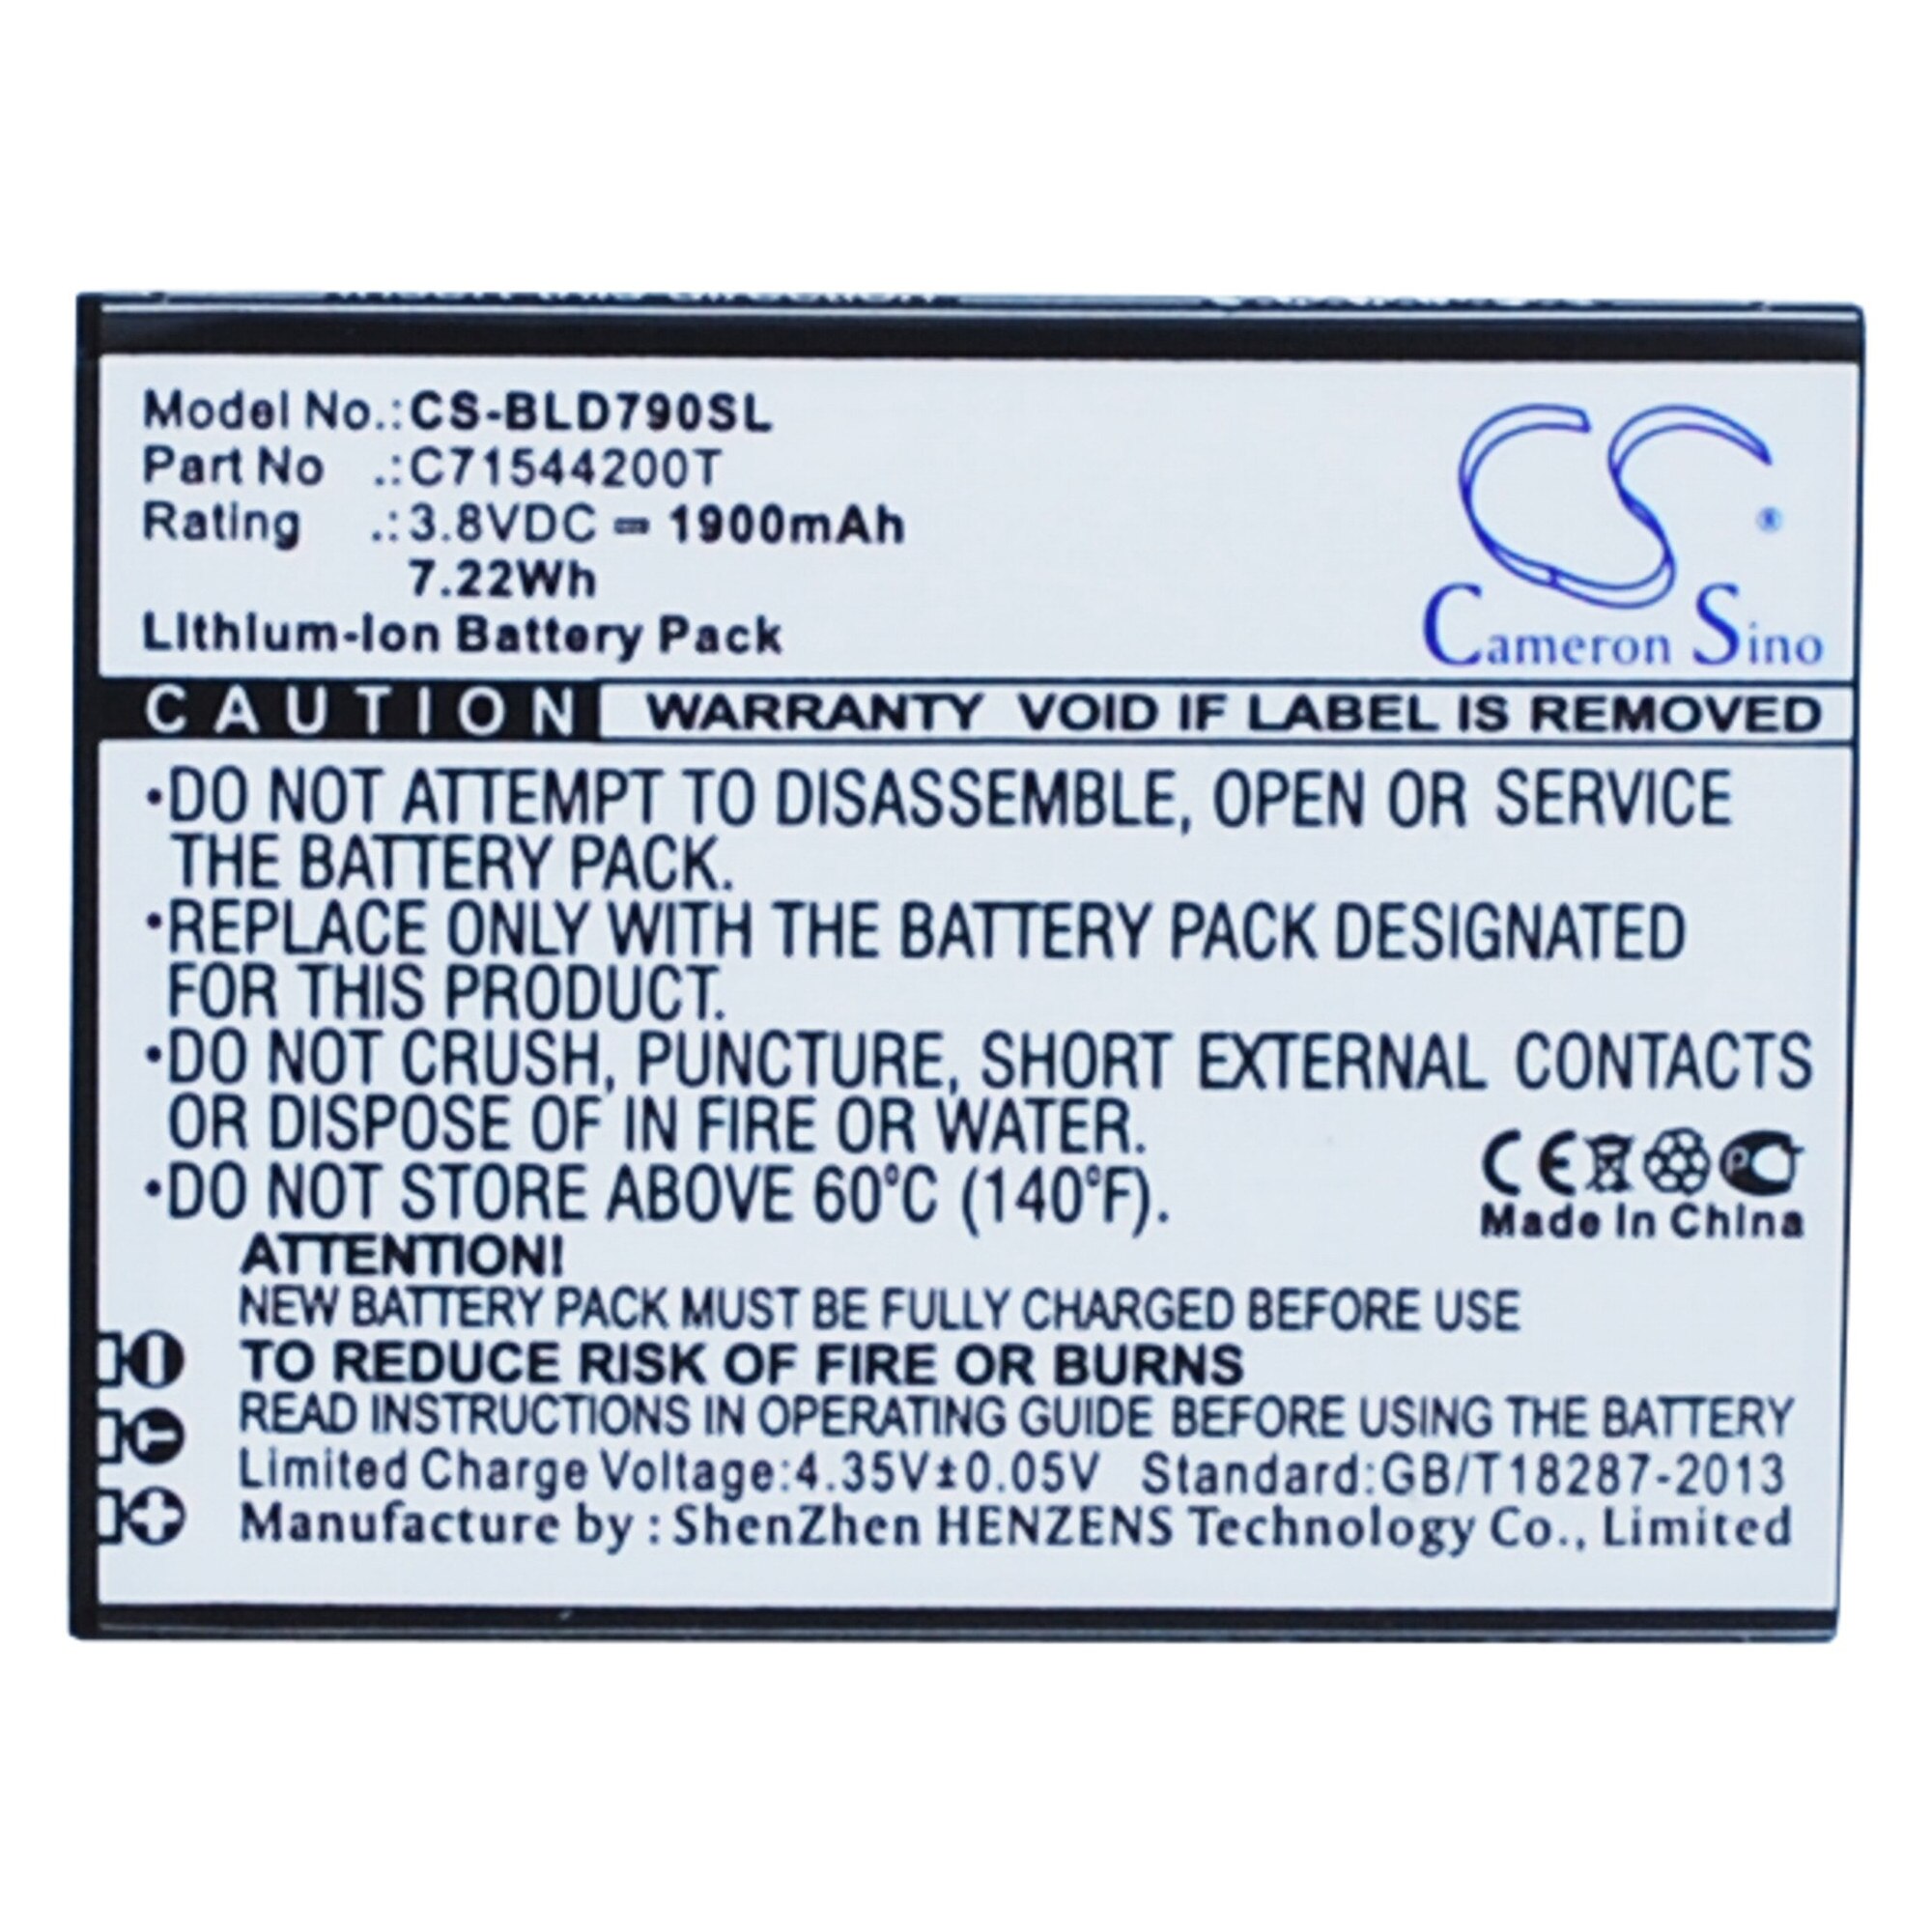 Model No.:CS-BLD790SL
Part No .:C71544200T
Rating .:3.8VDC = 1900mAh
7.22Wh
Lithium-Ion Battery Pack
CS ®
Cameron Sino
CAUTION WARRANTY VOID IF LABEL IS REMOVED
•DO NOT ATTEMPT TO DISASSEMBLE, OPEN OR SERVICE
THE BATTERY PACK.
•REPLACE ONLY WITH THE BATTERY PACK DESIGNATED
FOR THIS PRODUCT.
•DO NOT CRUSH, PUNCTURE, SHORT EXTERNAL CONTACTS
OR DISPOSE OF IN FIRE OR WATER.
•DO NOT STORE ABOVE 60°C (140°F).
CE PC
Made In China
ATTENTION!
NEW BATTERY PACK MUST BE FULLY CHARGED BEFORE USE
TO REDUCE RISK OF FIRE OR BURNS
READ INSTRUCTIONS IN OPERATING GUIDE BEFORE USING THE BATTERY
Limited Charge Voltage:4.35V±0.05V Standard:GB/T18287-2013
Manufacture by : ShenZhen HENZENS Technology Co., Limited